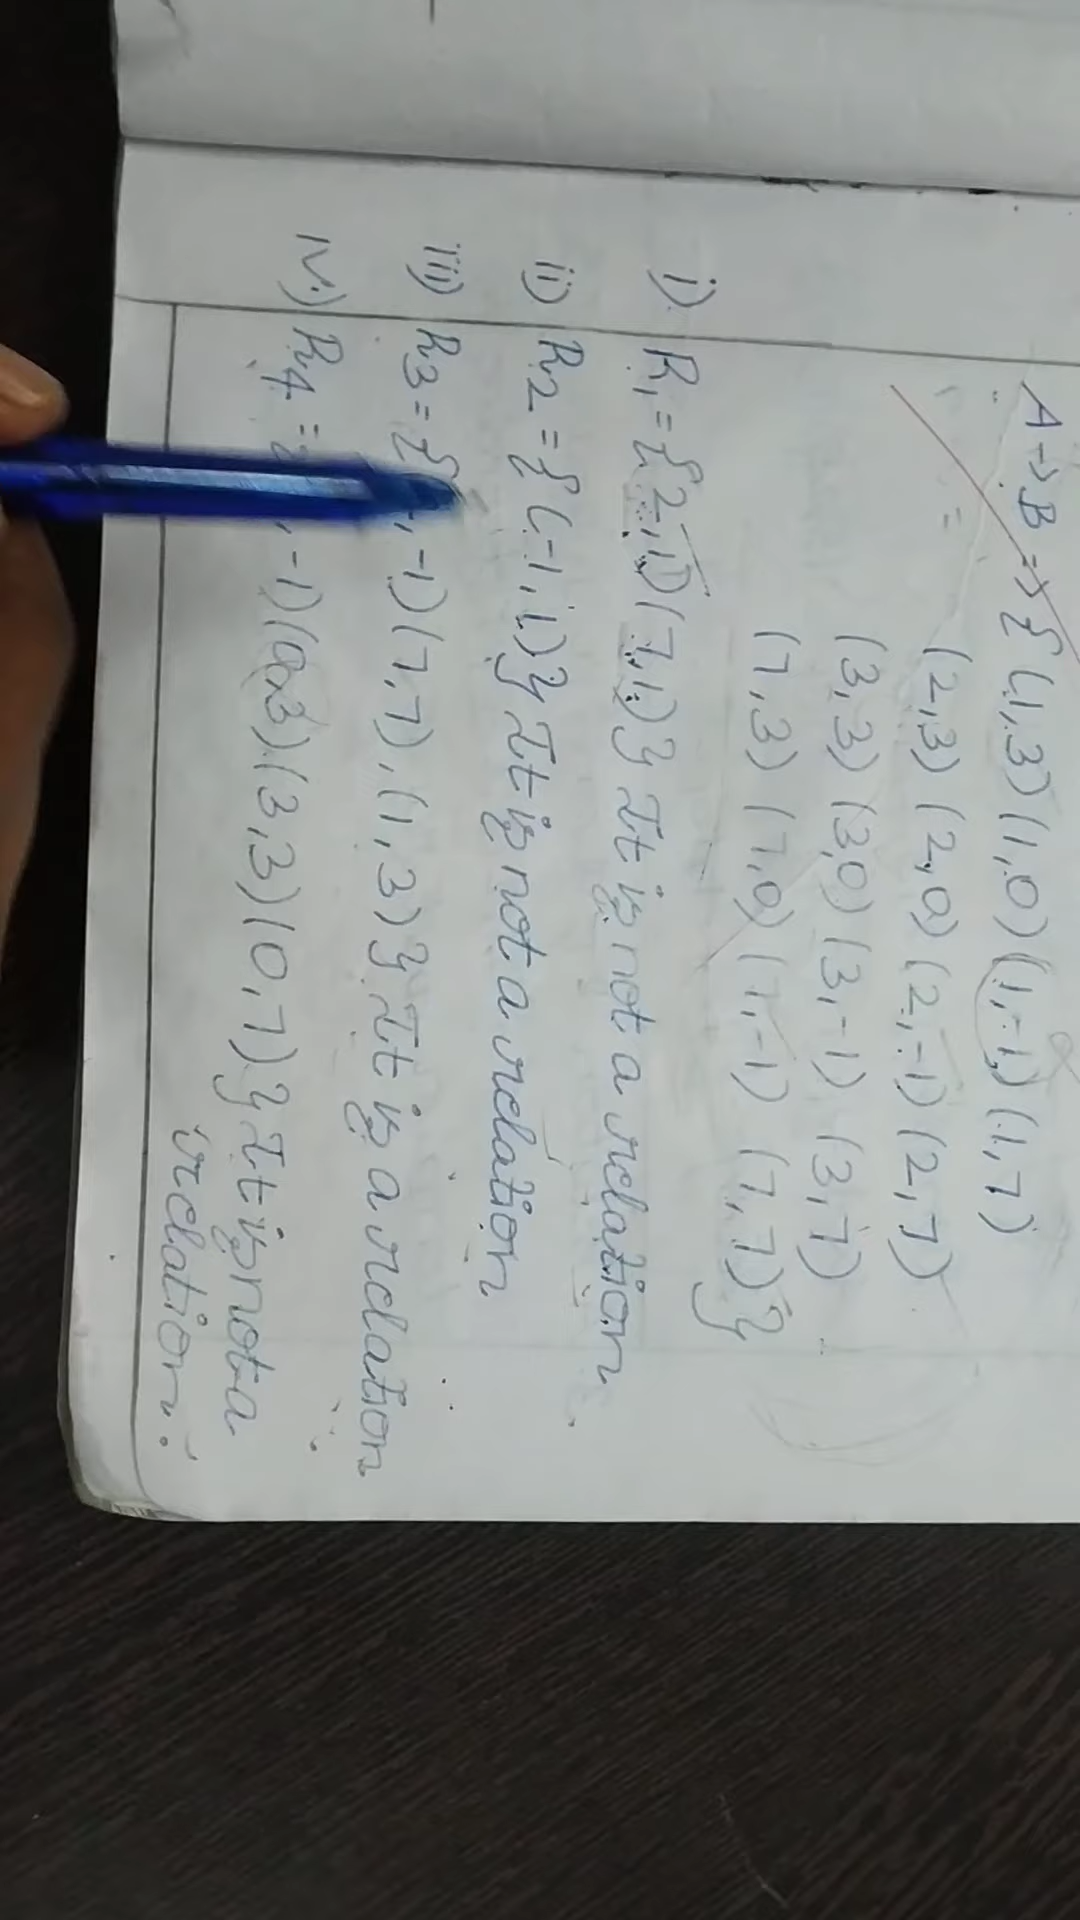 A → B => { (1,3) (1,0) (1,-1) (1,7)
=
(2,3) (2,0) (2,-1) (2,7)
(3,3) (3,0) (3,-1) (3,7)
(7,3) (7,0) (7,-1) (7,7) }
i) R1 = { 2,1) (7,1) } It is not a relation
ii) R2 = { (-1,1) } It is not a relation
iii) R3 = { ,-1) (7,7), (1,3) } It is a relation
iv) R4 = ,-1) (0,3) (3,3) (0,7) } It is not a
relation.